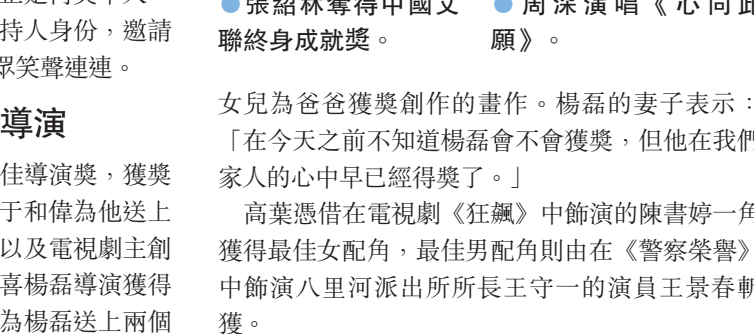 持人身份，邀請
眾笑聲連連。
導演
佳導演獎，獲獎
于和偉為他送上
以及電視劇主創
喜楊磊導演獲得
為楊磊送上兩個
●張紹林奪得中國文
聯終身成就獎。
●周深演唱《心向此
願》。
女兒為爸爸獲獎創作的畫作。楊磊的妻子表示：
「在今天之前不知道楊磊會不會獲獎，但他在我們
家人的心中早已經得獎了。」
高葉憑借在電視劇《狂飆》中飾演的陳書婷一角
獲得最佳女配角，最佳男配角則由在《警察榮譽》
中飾演八里河派出所所長王守一的演員王景春斬
獲。